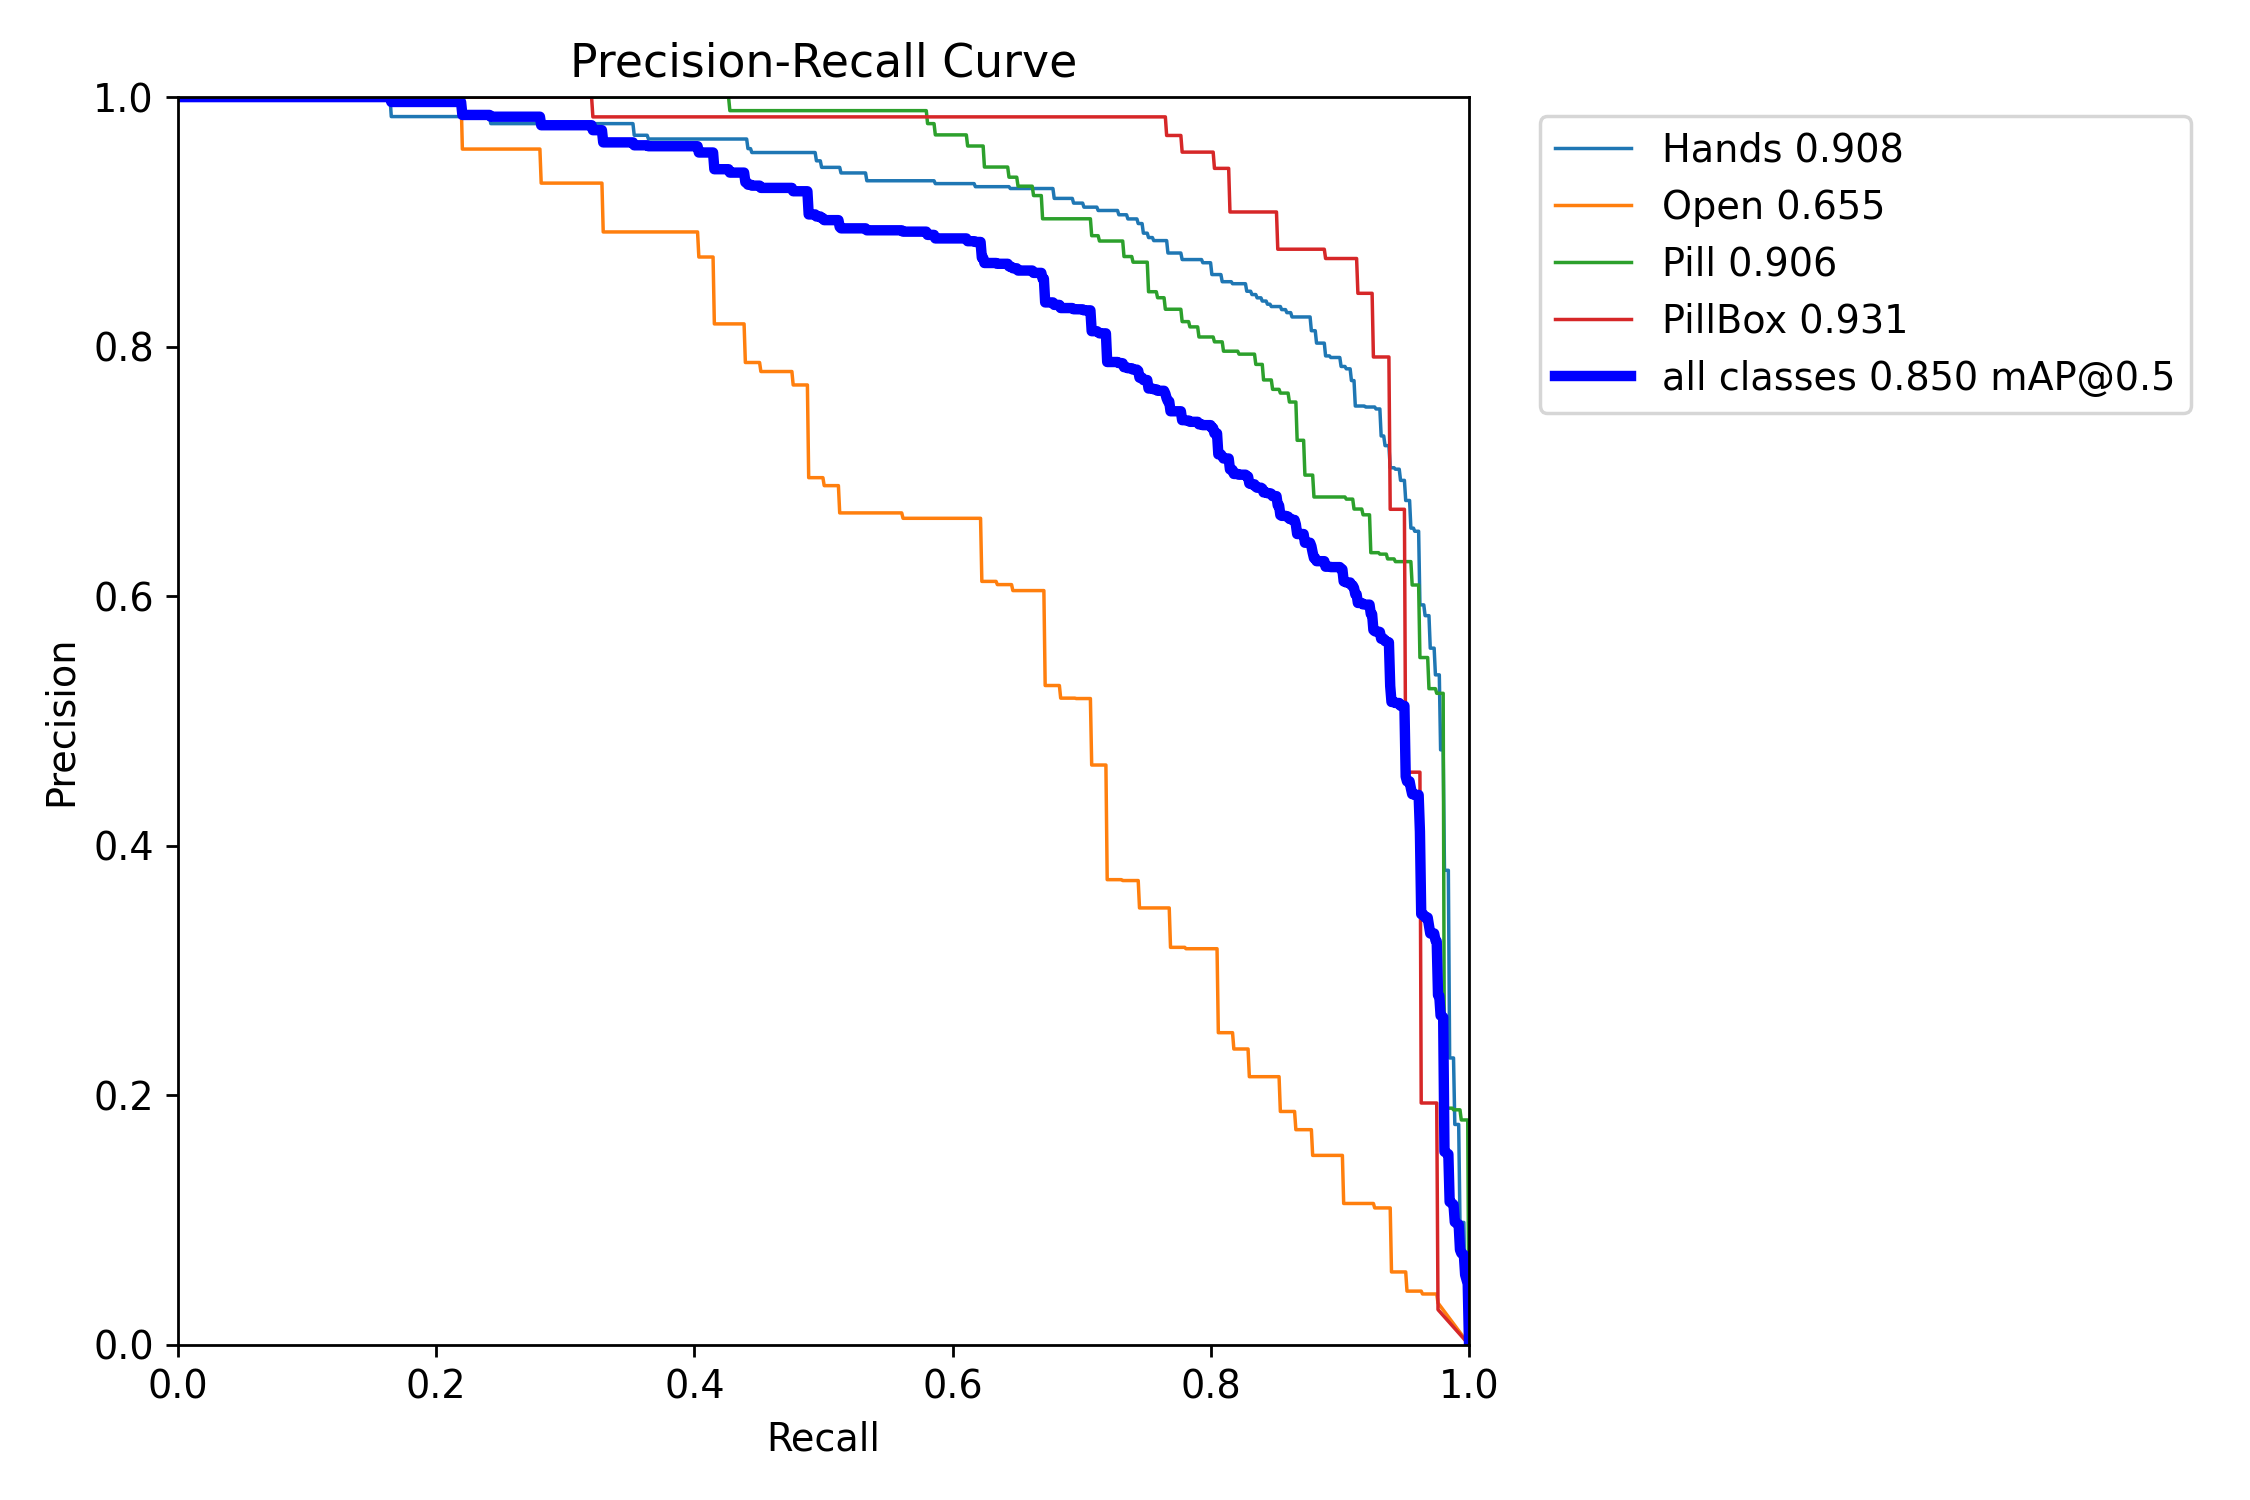 Precision-Recall Curve
1.0
0.8
0.6
0.4
0.2
0.0
Precision
0.0 0.2 0.4 0.6 0.8 1.0
Recall
Hands 0.908
Open 0.655
Pill 0.906
PillBox 0.931
all classes 0.850 mAP@0.5